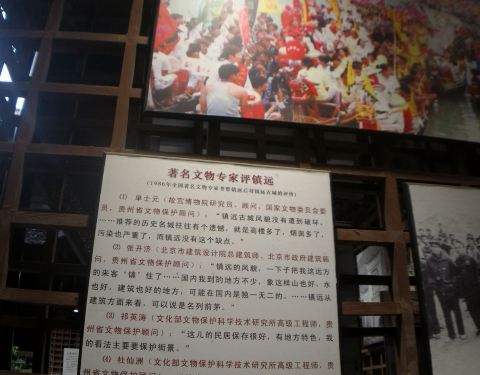 著名文物专家评镇远
(1986年全国著名文物专家考察镇远后对镇远古城的评价)
(1) 单士元（故宫博物院研究员，顾问，国家文物委员会委
员，贵州省文物保护顾问）：“镇远古城风貌没有遭到破坏，
……推荐的历史名城往往有个遗憾，就是高楼多了，烟囱多了，
污染也严重了，而镇远没有这个缺点。”
(2) 张开济（北京市建筑设计院总建筑师，北京市政府建筑顾
问，贵州省文物保护顾问）：“镇远的风貌，一下子把我这远方
的来客‘镇’住了……国内我到的地方不少，象这样山也好、水
也好，建筑也好的地方，可能在国内是独一无二的。……镇远从
建筑方面来看，可以说是名列前茅。”
(3) 祁英涛（文化部文物保护科学技术研究所高级工程师，贵
州省文物保护顾问）：“这儿的民居保存很好，有地方特色，我
的看法主要要保护街景。”
(4) 杜仙洲（文化部文物保护科学技术研究所高级工程师，贵